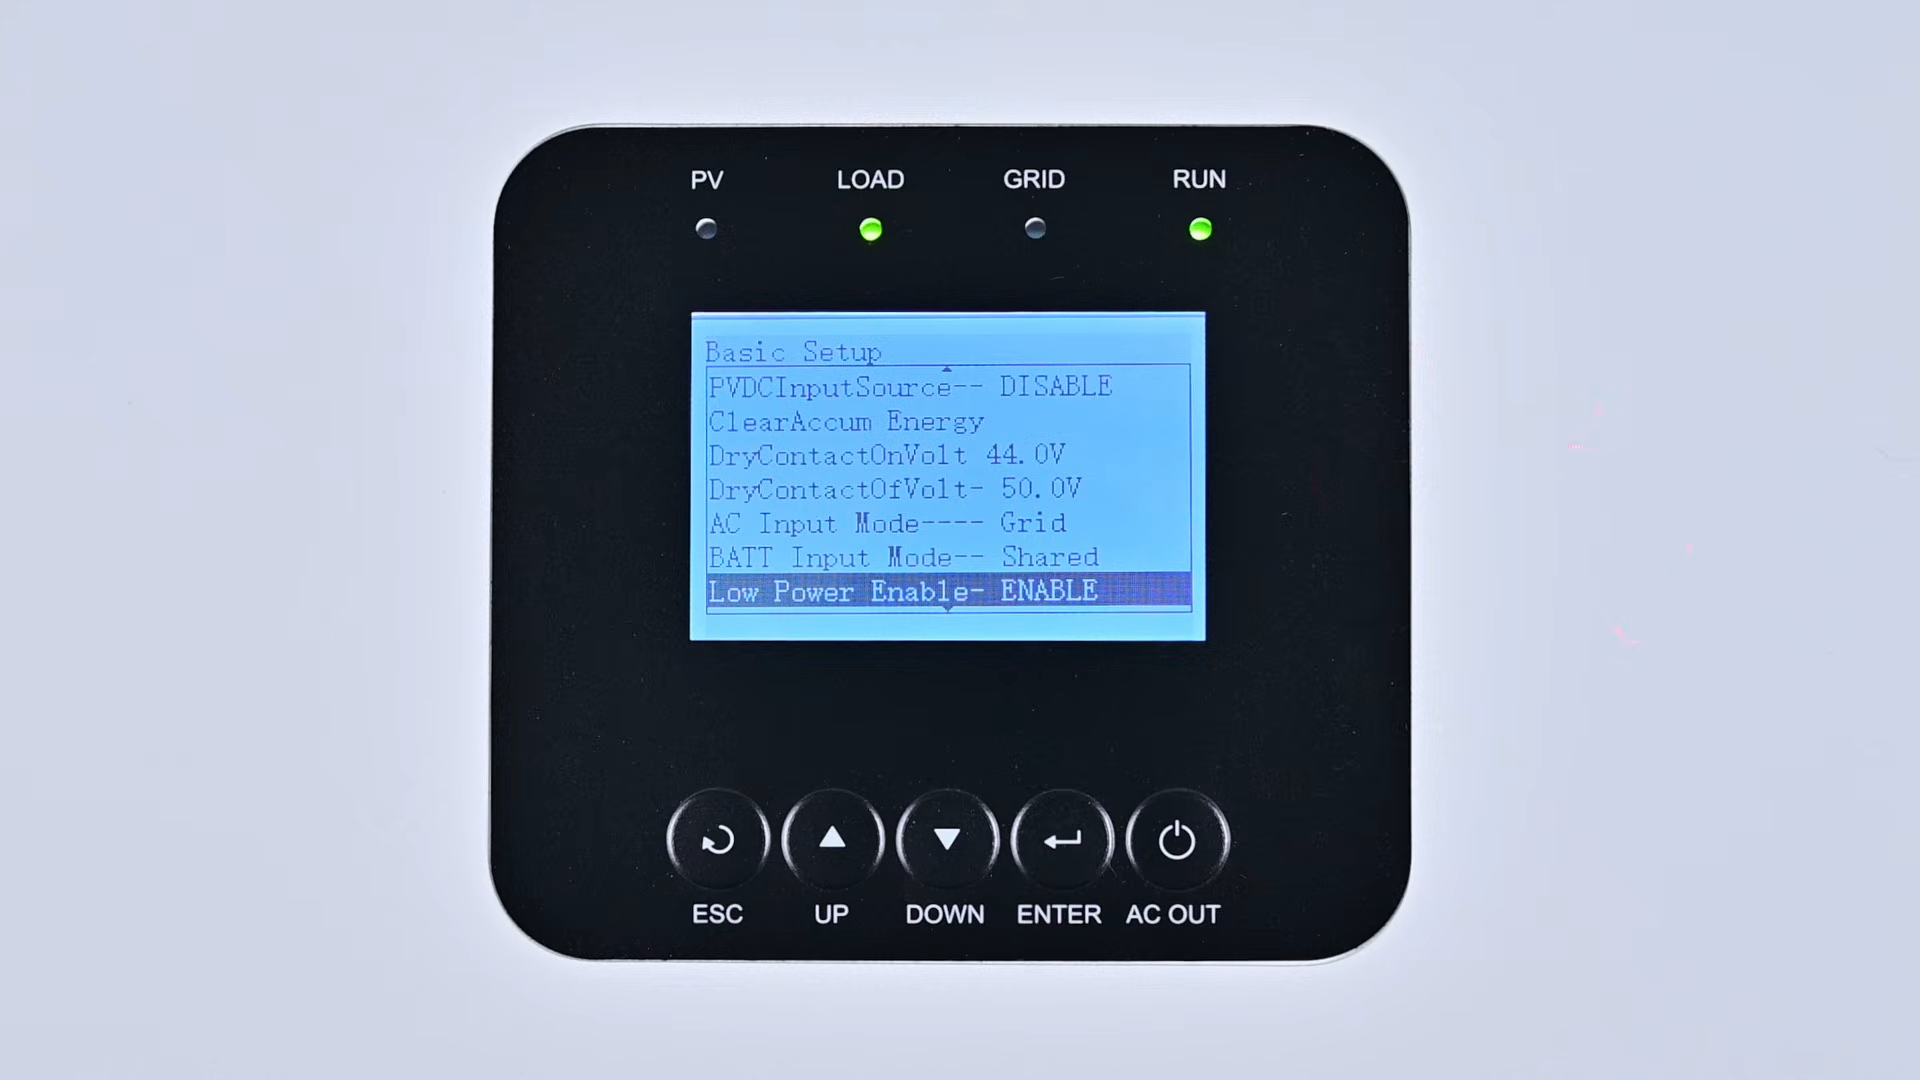 PV LOAD GRID RUN
Basic Setup
PVDCInputSource-- DISABLE
ClearAccum Energy
DryContactOnVolt 44.0V
DryContactOfVolt- 50.0V
AC Input Mode---- Grid
BATT Input Mode-- Shared
Low Power Enable- ENABLE
ESC UP DOWN ENTER AC OUT